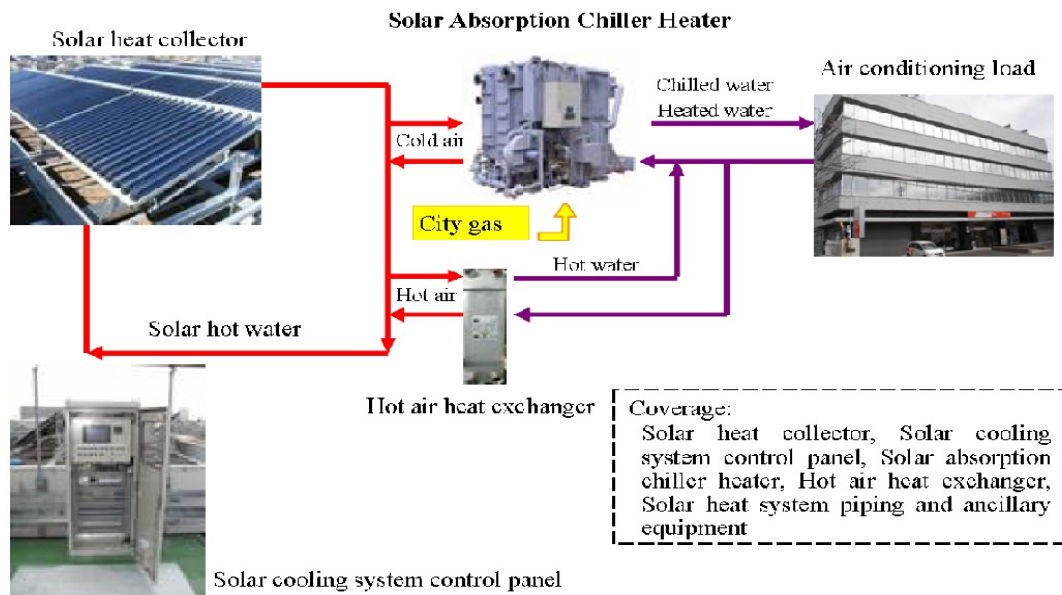 Solar Absorption Chiller Heater
Solar heat collector
Air conditioning load
Chilled water
Heated water
Cold air
City gas
Hot water
Hot air
Solar hot water
Hot air heat exchanger
Coverage:
Solar heat collector, Solar cooling
system control panel, Solar absorption
chiller heater, Hot air heat exchanger,
Solar heat system piping and ancillary
equipment
Solar cooling system control panel